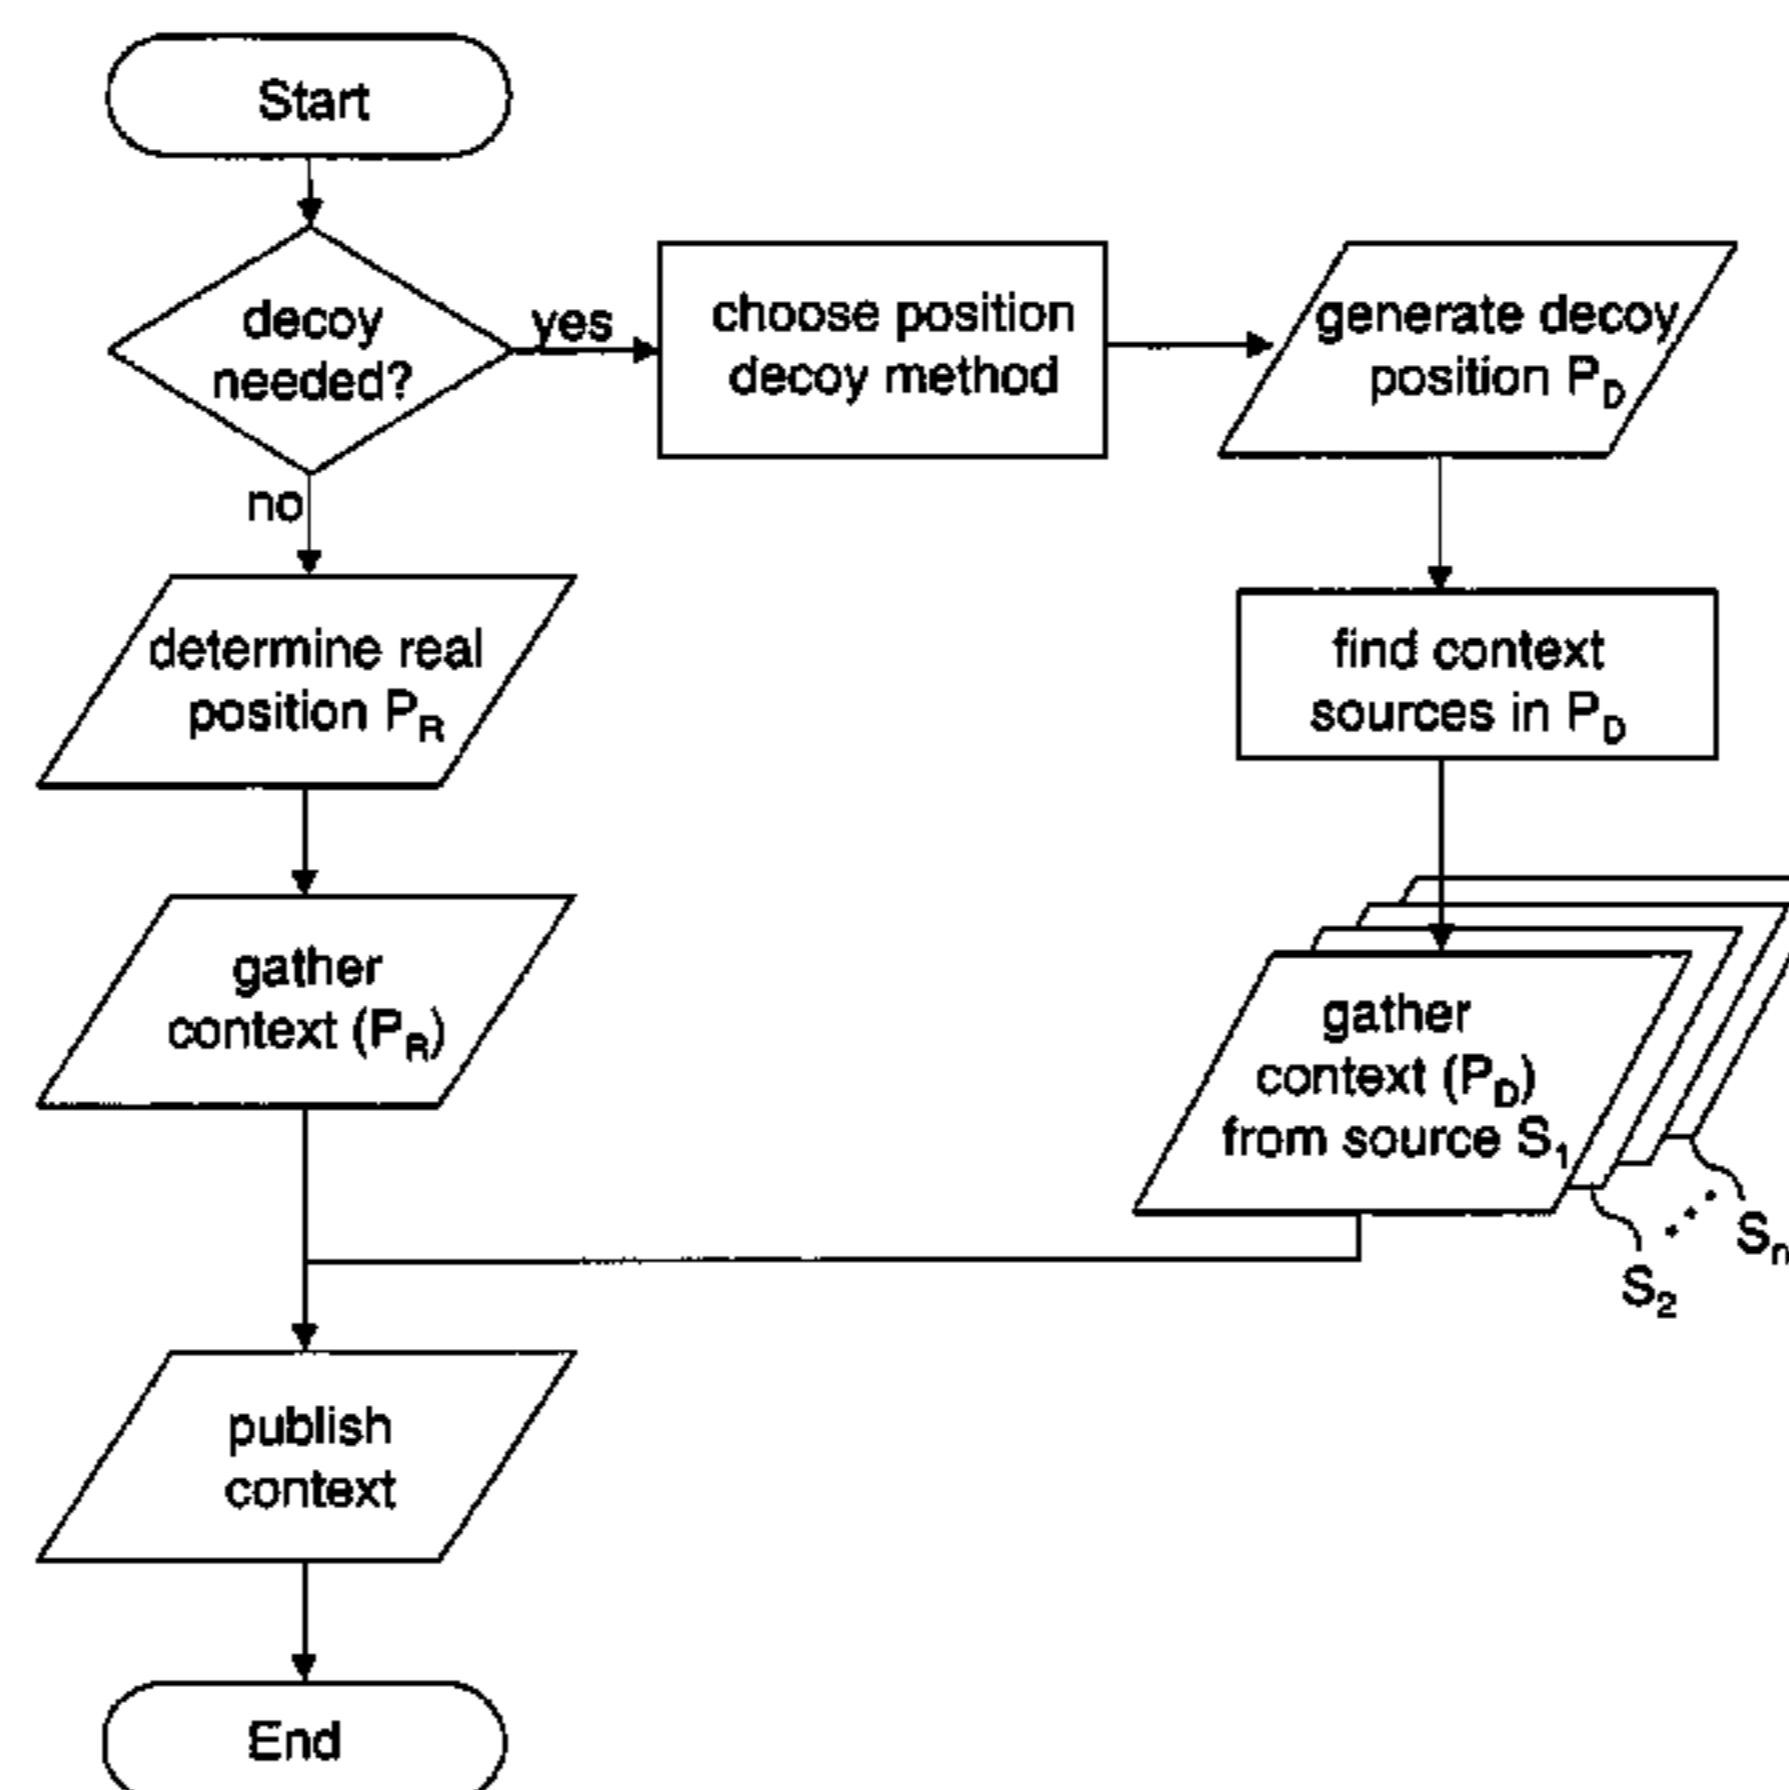 Start
decoy
needed?
yes
choose position
decoy method
generate decoy
position P_D
no
determine real
position P_R
find context
sources in P_D
gather
context (P_R)
gather
context (P_D)
from source S_1
S_2
S_n
publish
context
End